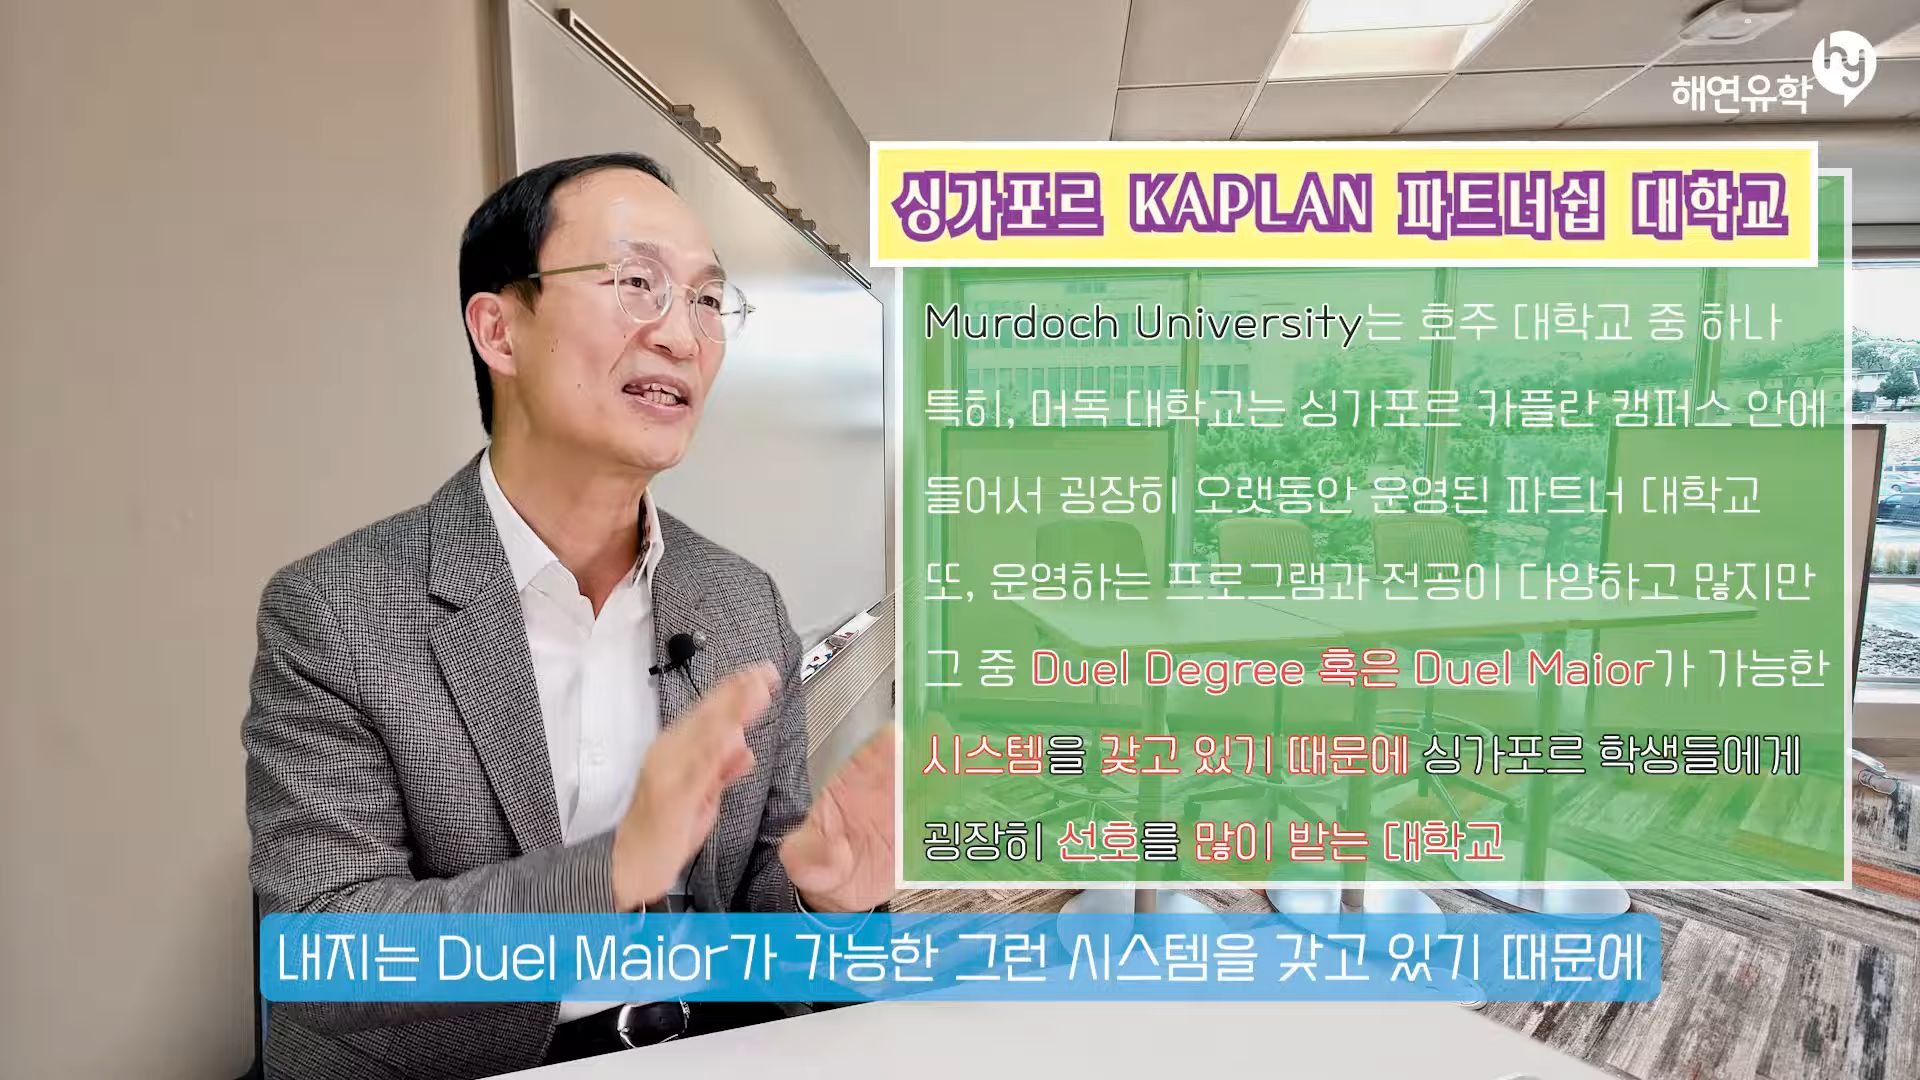 hy
해연유학
싱가포르 KAPLAN 파트너쉽 대학교
Murdoch University는 호주 대학교 중 하나
특히, 머독 대학교는 싱가포르 카플란 캠퍼스 안에
들어서 굉장히 오랫동안 운영된 파트너 대학교
또, 운영하는 프로그램과 전공이 다양하고 많지만
그 중 Duel Degree 혹은 Duel Maior가 가능한
시스템을 갖고 있기 때문에 싱가포르 학생들에게
굉장히 선호를 많이 받는 대학교
내지는 Duel Maior가 가능한 그런 시스템을 갖고 있기 때문에